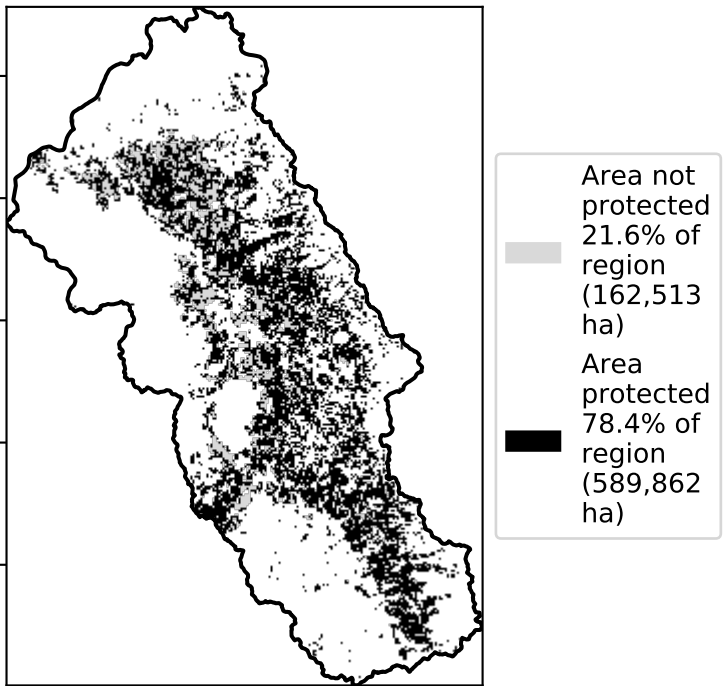 Area not
protected
21.6% of
region
(162,513
ha)
Area
protected
78.4% of
region
(589,862
ha)